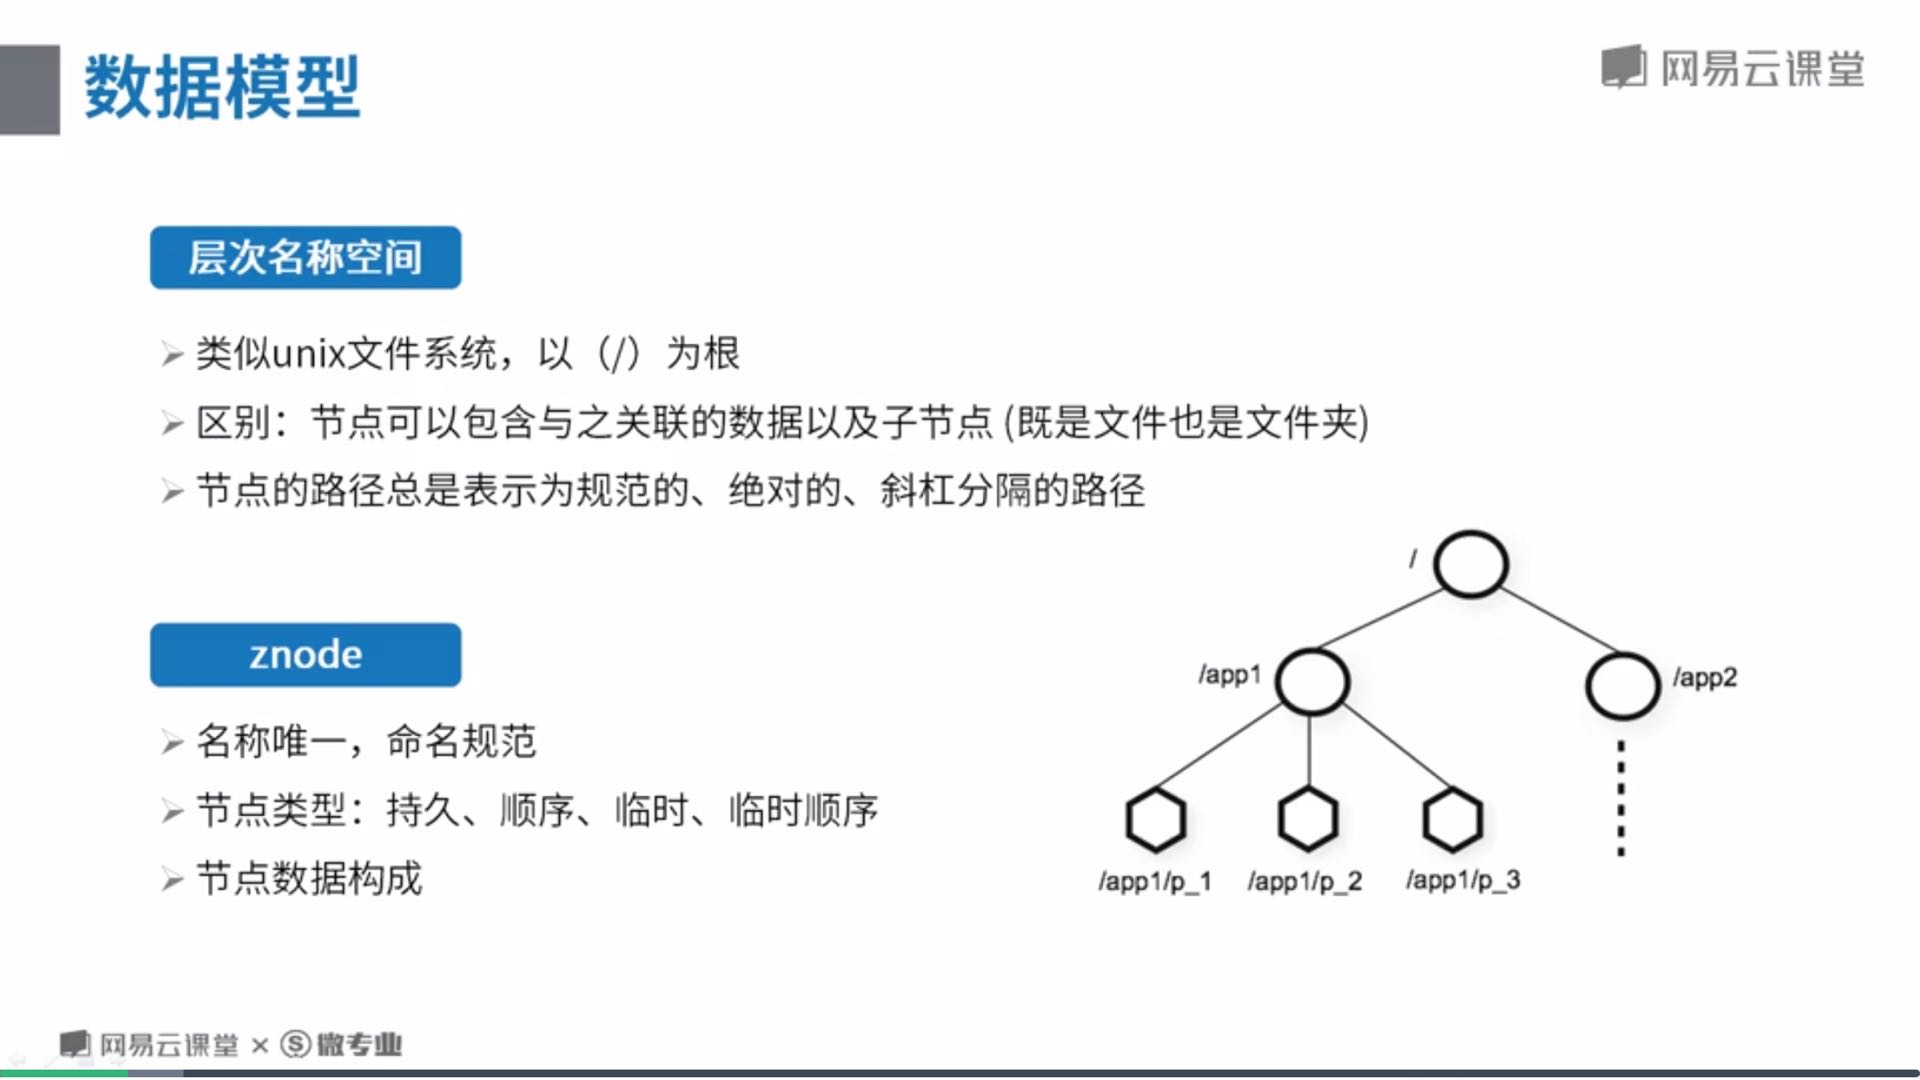 数据模型
网易云课堂
层次名称空间
类似unix文件系统，以（/）为根
区别：节点可以包含与之关联的数据以及子节点 (既是文件也是文件夹)
节点的路径总是表示为规范的、绝对的、斜杠分隔的路径
znode
名称唯一，命名规范
节点类型：持久、顺序、临时、临时顺序
节点数据构成
/
/app1
/app2
/app1/p_1
/app1/p_2
/app1/p_3
网易云课堂 × Ⓢ微专业